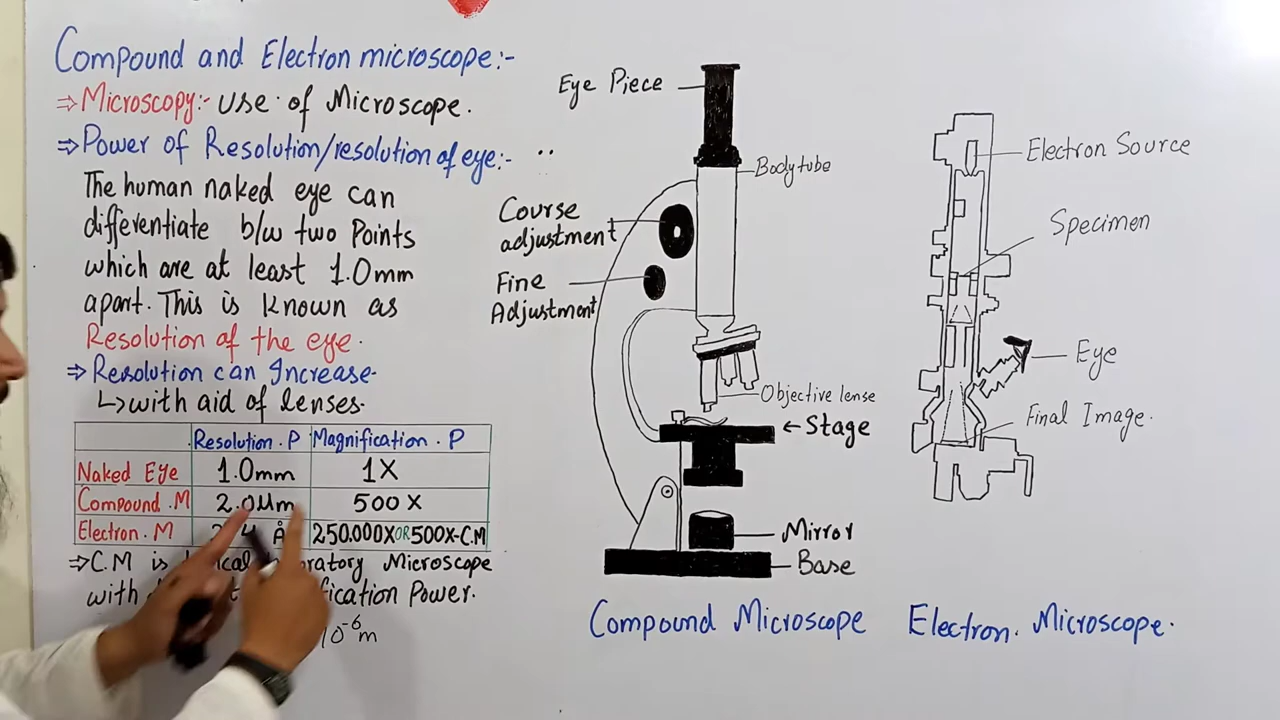 Compound and Electron microscope:-
⇒Microscopy:- use of Microscope.
⇒Power of Resolution/resolution of eye:-
The human naked eye can
differentiate b/w two Points
which are at least 1.0mm
apart. This is known as
Resolution of the eye.
⇒ Resolution can Increase
↳with aid of lenses.
Resolution. P Magnification. P
Naked Eye 1.0mm 1X
Compound.M 2.0µm 500X
Electron.M Å 250.000X OR 500X-C.M
⇒C.M is Microscope
with Power.
10⁻⁶m
Eye Piece
Body tube
Course
adjustment
Fine
Adjustment
Objective lense
←Stage
Mirror
Base
Compound Microscope
Electron Source
Specimen
Eye
Final Image.
Electron. Microscope.